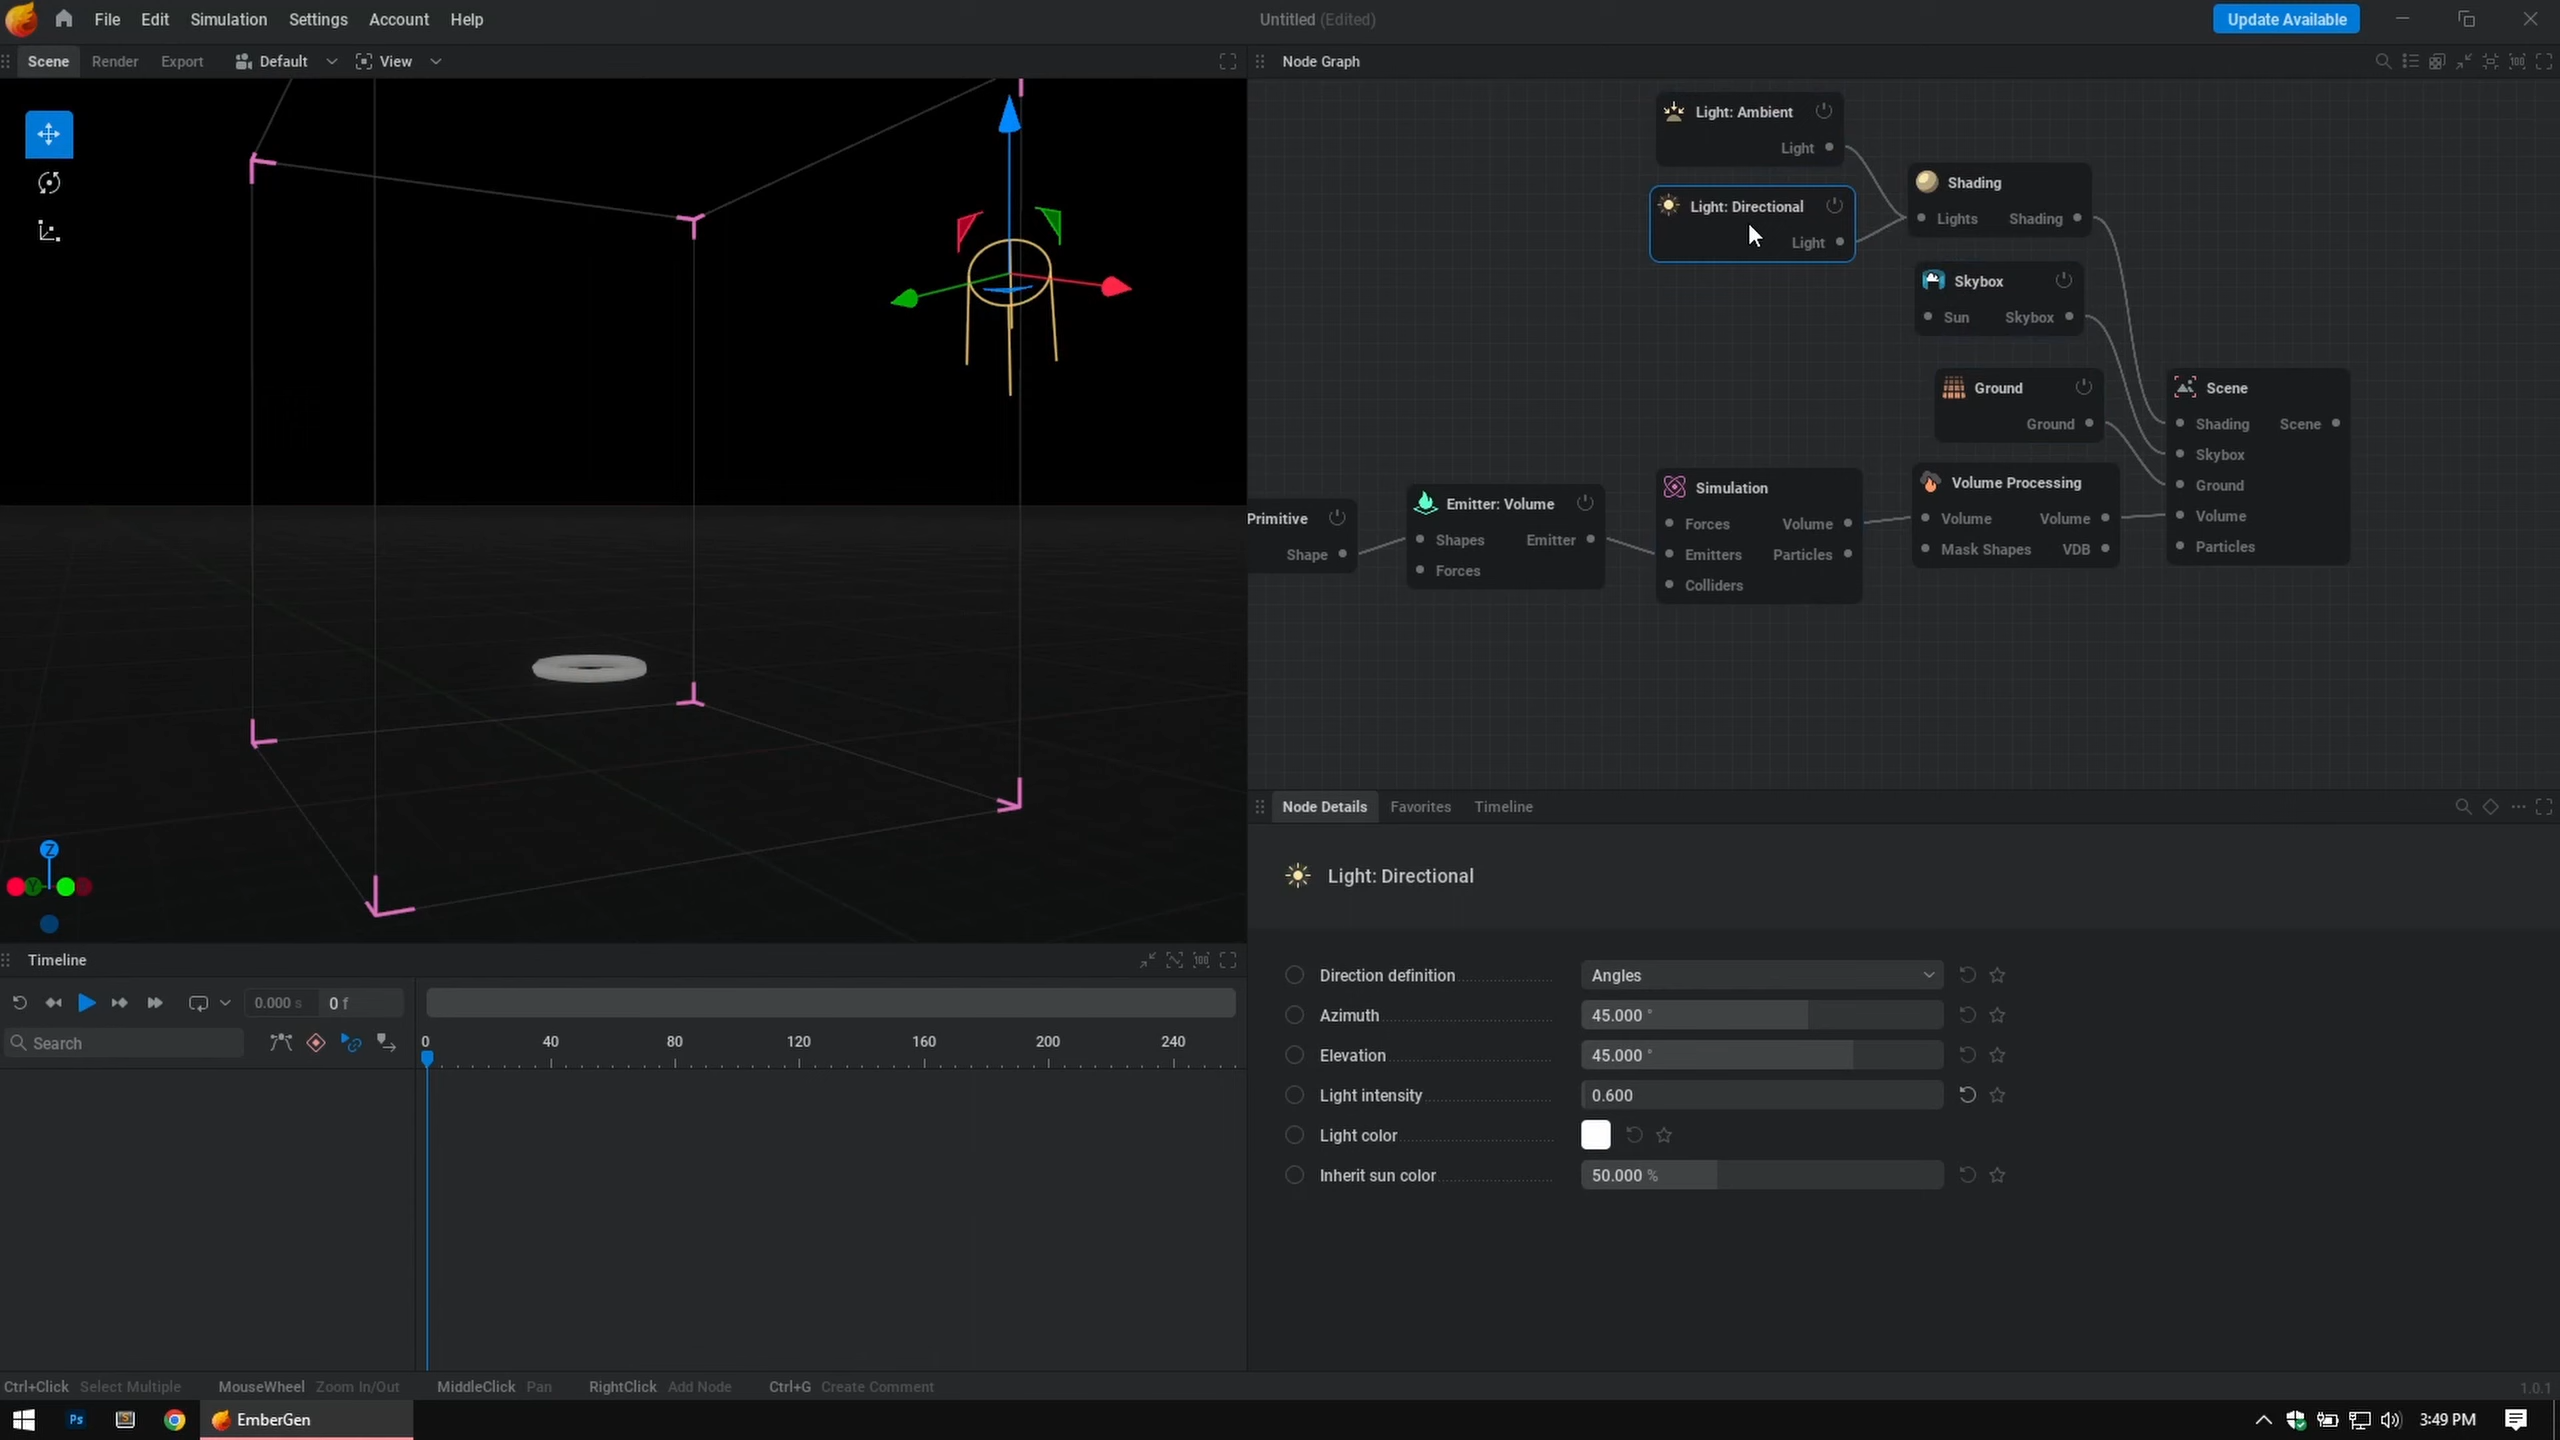 File Edit Simulation Settings Account Help
Untitled (Edited)
Update Available
Scene Render Export Default View
Node Graph
Light: Ambient
Light
Light: Directional
Light
Shading
Lights Shading
Skybox
Sun Skybox
Ground
Ground
Scene
Shading Scene
Skybox
Ground
Volume
Particles
Primitive
Shape
Emitter: Volume
Shapes Emitter
Forces
Simulation
Forces Volume
Emitters Particles
Colliders
Volume Processing
Volume Volume
Mask Shapes VDB
Z
Y
Node Details Favorites Timeline
Light: Directional
Direction definition Angles
Azimuth 45.000 °
Elevation 45.000 °
Light intensity 0.600
Light color
Inherit sun color 50.000 %
Timeline
100
0.000 s 0 f
Search
0 40 80 120 160 200 240
Ctrl+Click Select Multiple MouseWheel Zoom In/Out MiddleClick Pan RightClick Add Node Ctrl+G Create Comment
1.0.1
Ps
S
EmberGen
3:49 PM